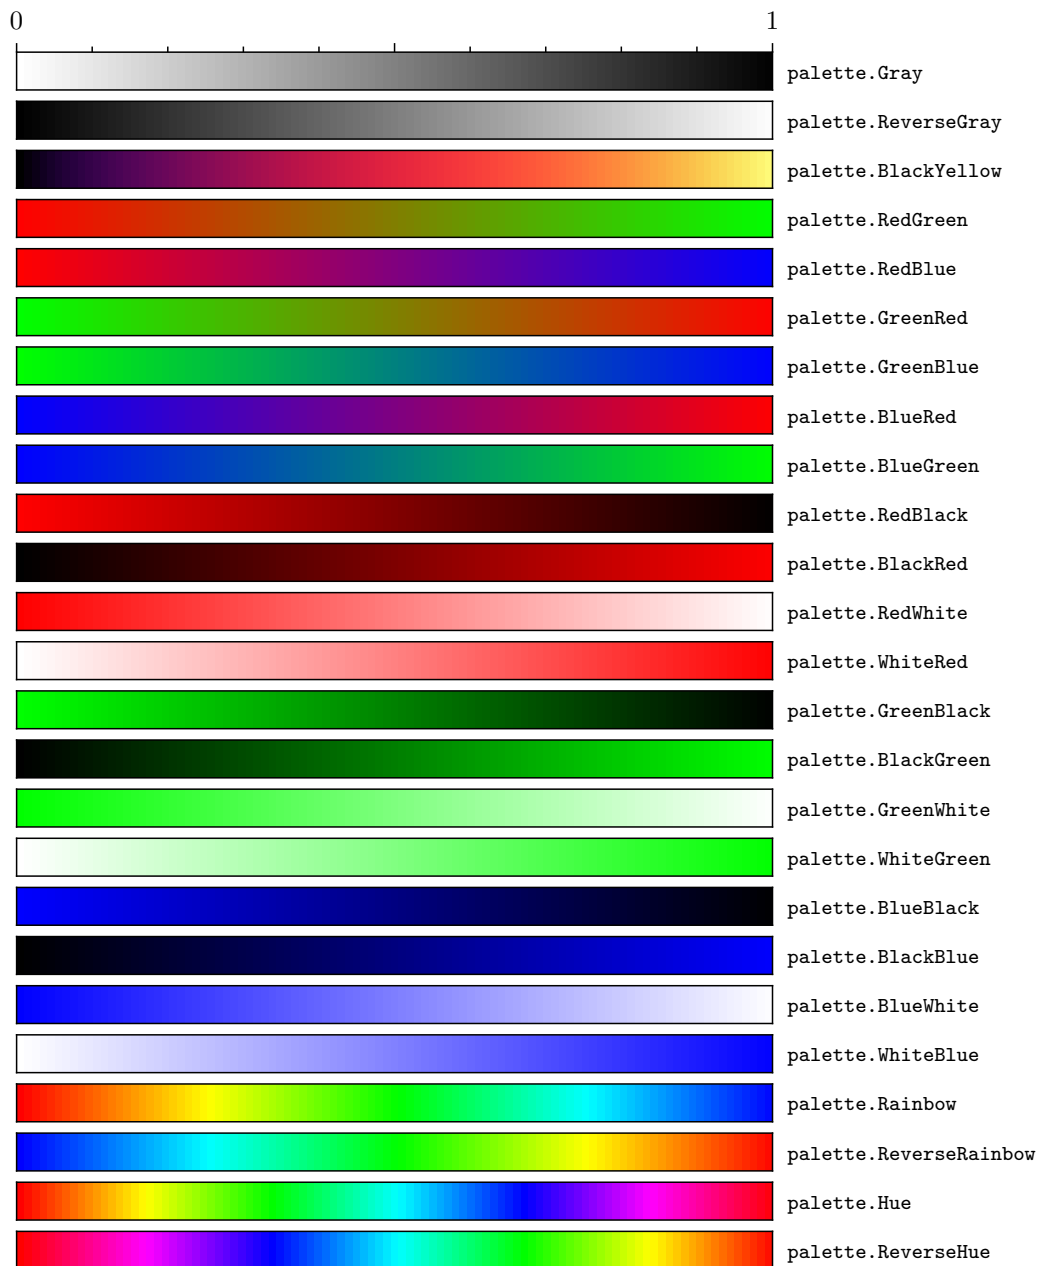 0 1
palette.Gray
palette.ReverseGray
palette.BlackYellow
palette.RedGreen
palette.RedBlue
palette.GreenRed
palette.GreenBlue
palette.BlueRed
palette.BlueGreen
palette.RedBlack
palette.BlackRed
palette.RedWhite
palette.WhiteRed
palette.GreenBlack
palette.BlackGreen
palette.GreenWhite
palette.WhiteGreen
palette.BlueBlack
palette.BlackBlue
palette.BlueWhite
palette.WhiteBlue
palette.Rainbow
palette.ReverseRainbow
palette.Hue
palette.ReverseHue